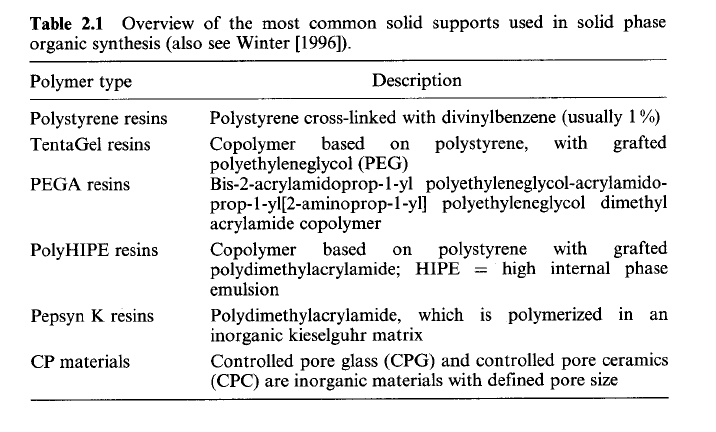 Table 2.1 Overview of the most common solid supports used in solid phase
organic synthesis (also see Winter [1996]).
Polymer type Description
Polystyrene resins Polystyrene cross-linked with divinylbenzene (usually 1 %)
TentaGel resins Copolymer based on polystyrene, with grafted
polyethyleneglycol (PEG)
PEGA resins Bis-2-acrylamidoprop-1-yl polyethyleneglycol-acrylamido-
prop-1-yl[2-aminoprop-1-yl] polyethyleneglycol dimethyl
acrylamide copolymer
PolyHIPE resins Copolymer based on polystyrene with grafted
polydimethylacrylamide; HIPE = high internal phase
emulsion
Pepsyn K resins Polydimethylacrylamide, which is polymerized in an
inorganic kieselguhr matrix
CP materials Controlled pore glass (CPG) and controlled pore ceramics
(CPC) are inorganic materials with defined pore size